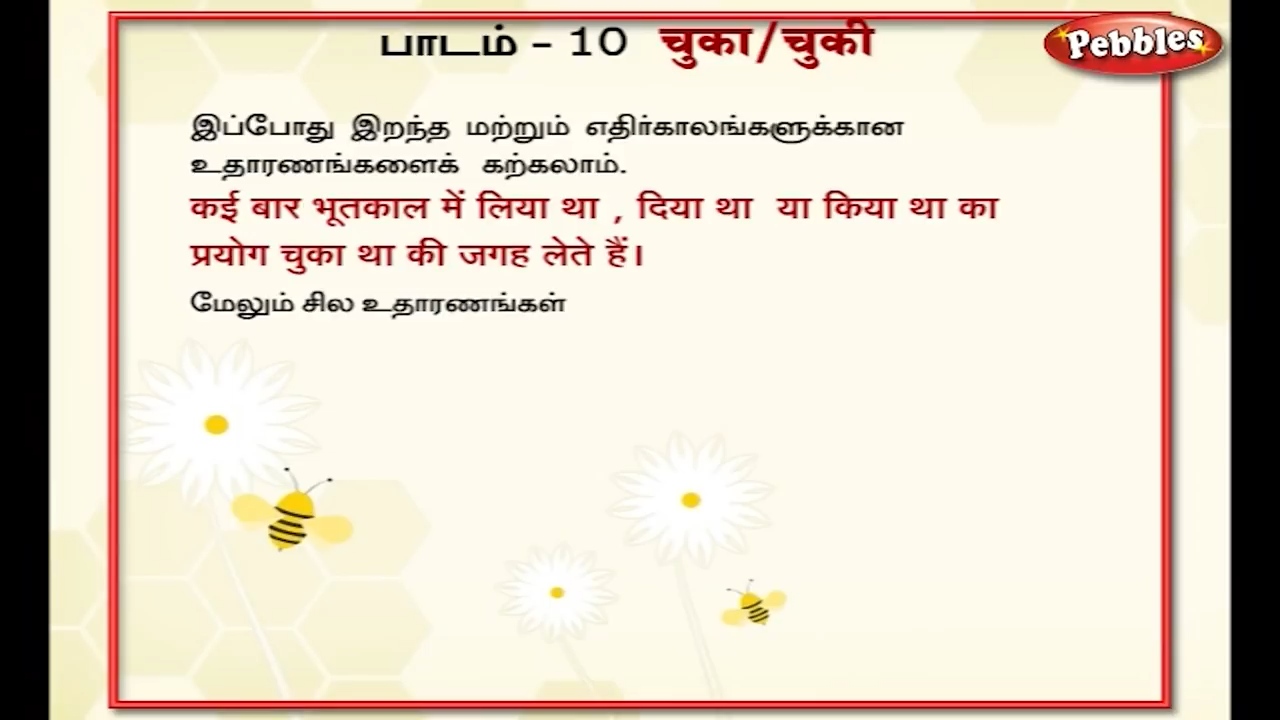 பாடம் – 10 चुका/चुकी
Pebbles
இப்போது இறந்த மற்றும் எதிர்காலங்களுக்கான
உதாரணங்களைக் கற்கலாம்.
कई बार भूतकाल में लिया था , दिया था या किया था का
प्रयोग चुका था की जगह लेते हैं।
மேலும் சில உதாரணங்கள்